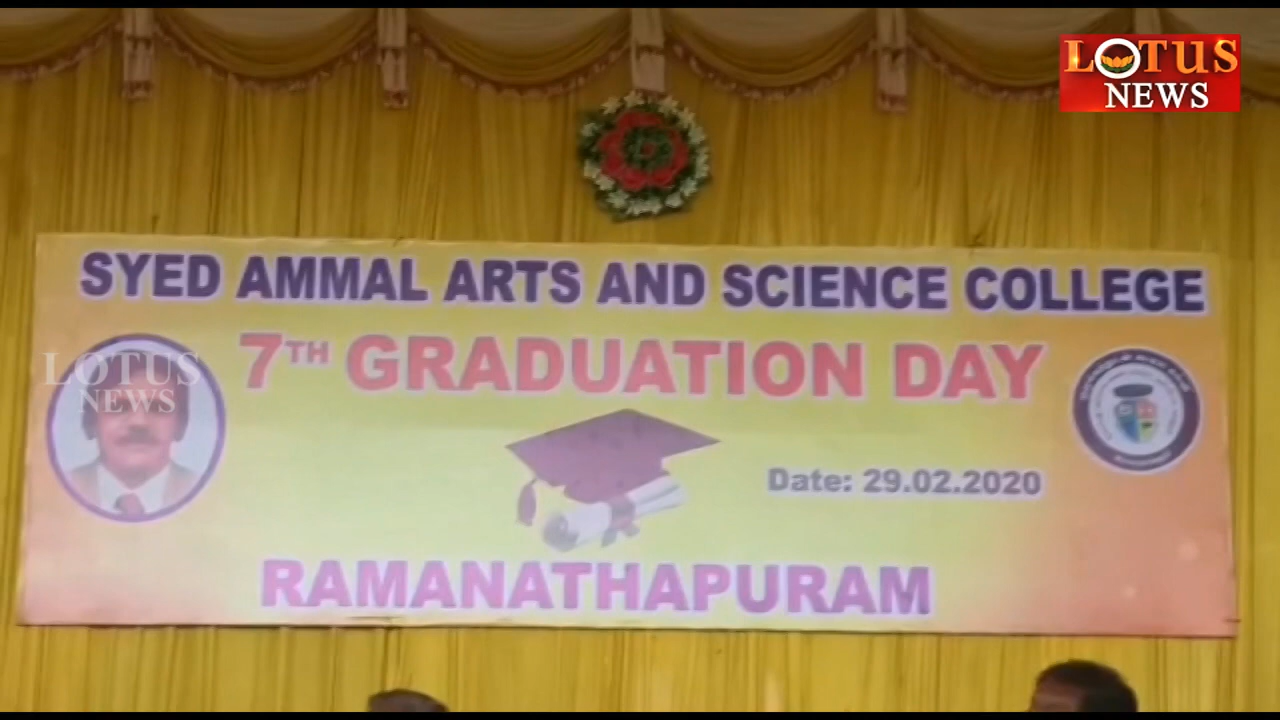 LOTUS
NEWS
SYED AMMAL ARTS AND SCIENCE COLLEGE
7TH GRADUATION DAY
LOTUS
NEWS
Date: 29.02.2020
RAMANATHAPURAM